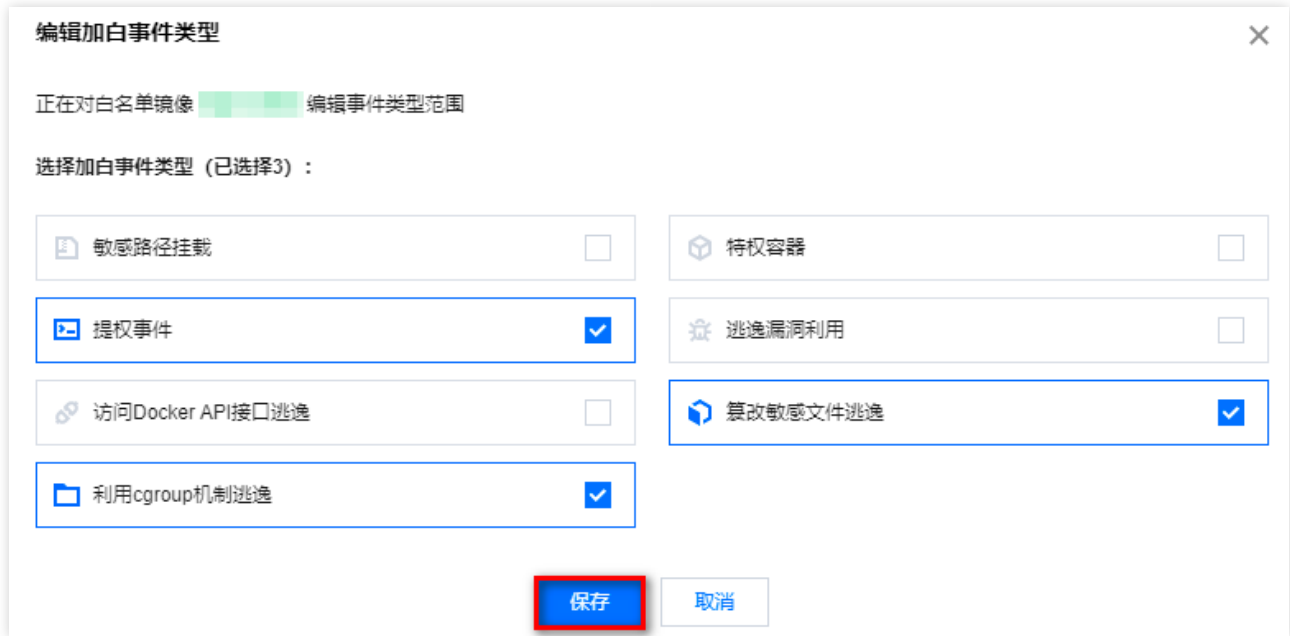 编辑加白事件类型
正在对白名单镜像 编辑事件类型范围
选择加白事件类型（已选择3）：
敏感路径挂载
特权容器
提权事件
逃逸漏洞利用
访问Docker API接口逃逸
篡改敏感文件逃逸
利用cgroup机制逃逸
保存
取消